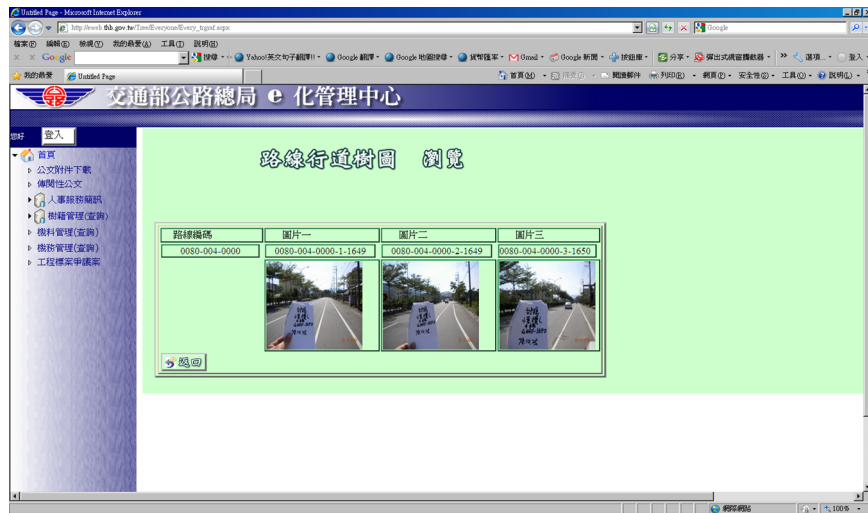 Untitled Page - Microsoft Internet Explorer
http://eweb.thb.gov.tw/Tree/Everyone/Every_trgraf.aspx
Google
檔案(F) 編輯(E) 檢視(V) 我的最愛(A) 工具(T) 說明(H)
Google 搜尋 Yahoo!英文句子翻譯!! Google 翻譯 Google 地圖搜尋 貨幣匯率 Gmail Google 新聞 按鈕庫 分享 彈出式視窗攔截器 選項... 登入
我的最愛 Untitled Page 首頁(M) 閱讀郵件 列印(R) 網頁(P) 安全性(S) 工具(O) 說明(L)
交通部公路總局 e 化管理中心
您好 登入
首頁
公文附件下載
傳閱性公文
人事服務簡訊
樹籍管理(查詢)
機料管理(查詢)
機務管理(查詢)
工程標案爭議案
路線行道樹圖 瀏覽
路線編碼 圖片一 圖片二 圖片三
0080-004-0000 0080-004-0000-1-1649 0080-004-0000-2-1649 0080-004-0000-3-1650
返回
網際網路 100%